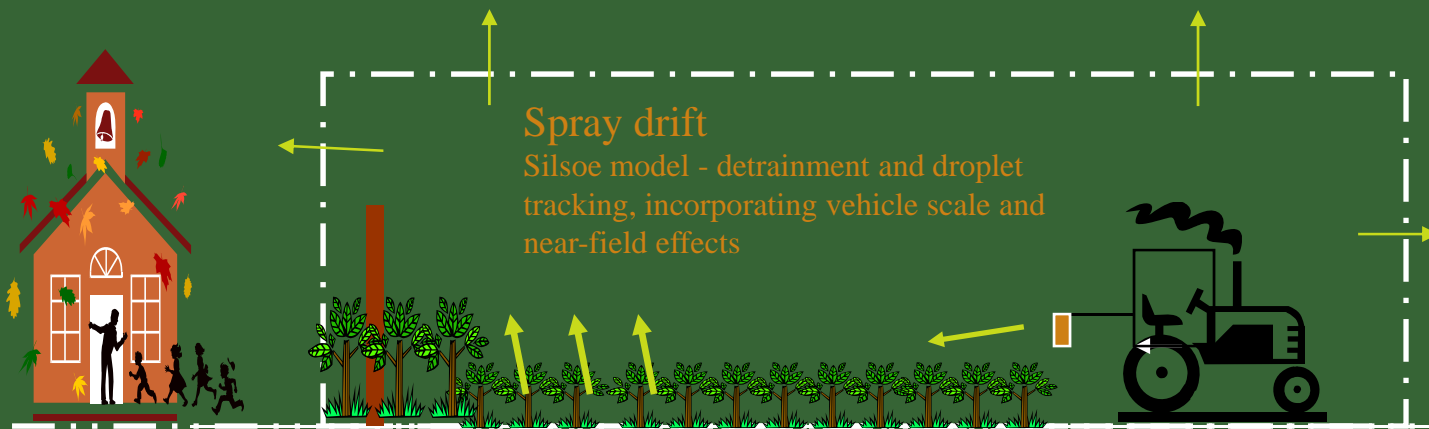 Spray drift
Silsoe model - detrainment and droplet
tracking, incorporating vehicle scale and
near-field effects